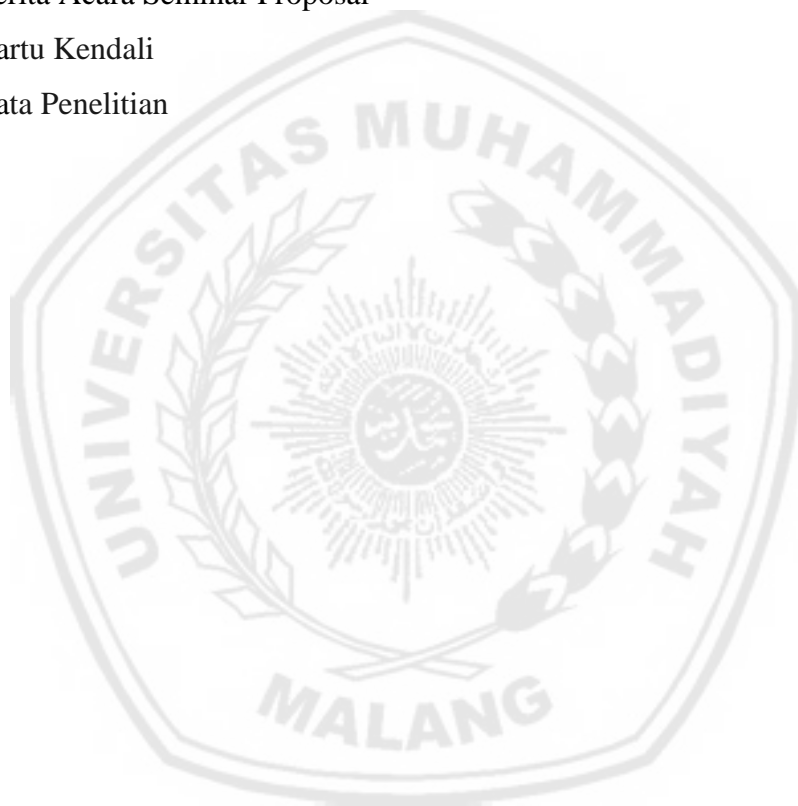 erita Acara Seminar Proposal
artu Kendali
ata Penelitian
UNIVERSITAS MUHAMMADIYAH
MALANG